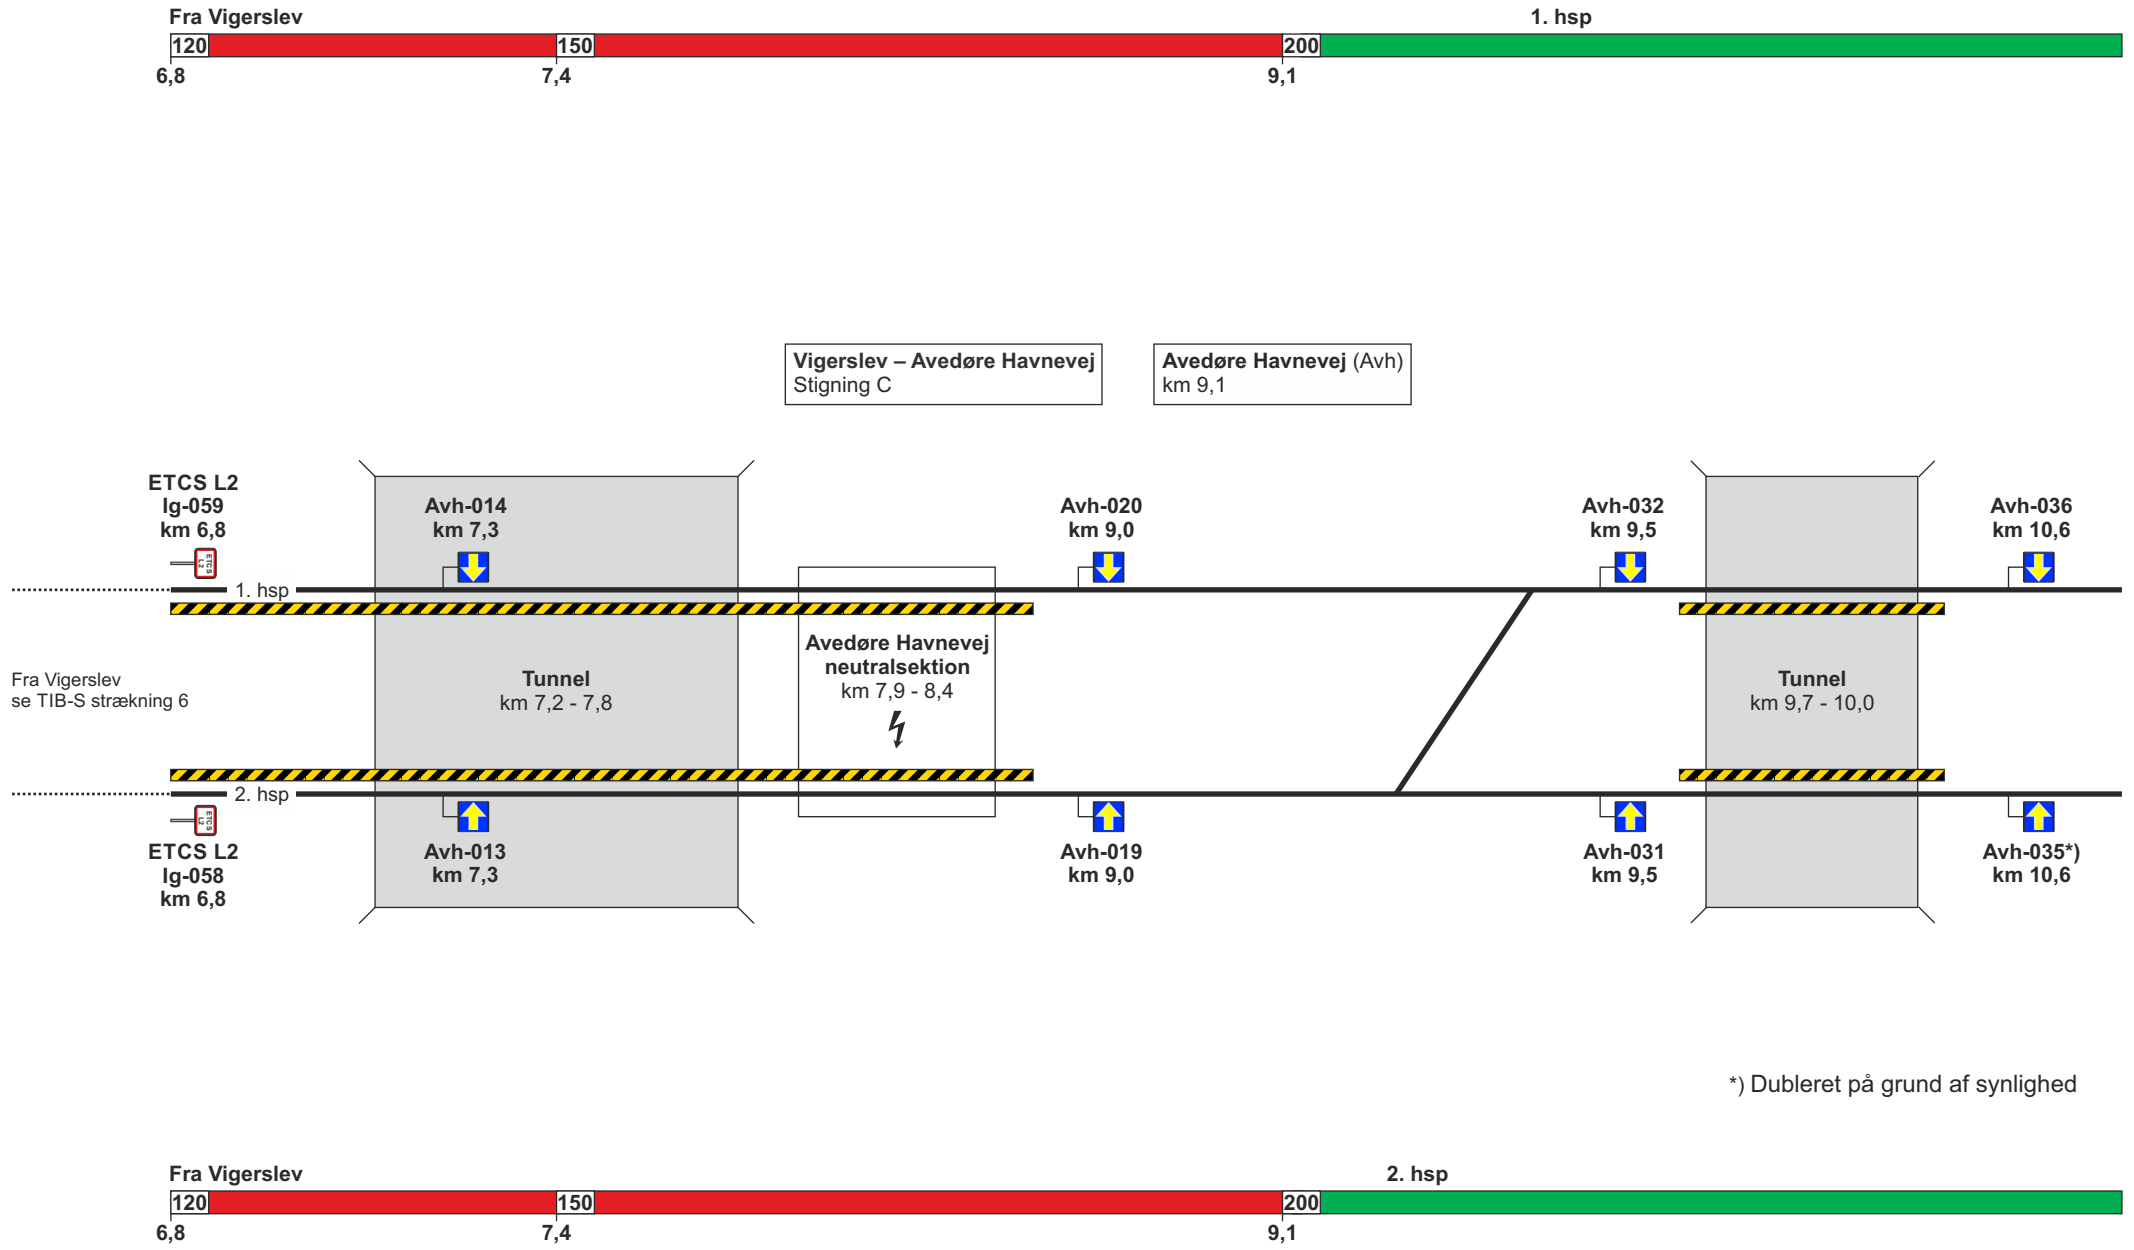 Fra Vigerslev
1. hsp
120
150
200
6,8
7,4
9,1
Vigerslev – Avedøre Havnevej
Stigning C
Avedøre Havnevej (Avh)
km 9,1
ETCS L2
lg-059
km 6,8
Avh-014
km 7,3
Avh-020
km 9,0
Avh-032
km 9,5
Avh-036
km 10,6
ETCS
L2
1. hsp
Fra Vigerslev
se TIB-S strækning 6
Tunnel
km 7,2 - 7,8
Avedøre Havnevej
neutralsektion
km 7,9 - 8,4
Tunnel
km 9,7 - 10,0
2. hsp
ETCS
L2
ETCS L2
lg-058
km 6,8
Avh-013
km 7,3
Avh-019
km 9,0
Avh-031
km 9,5
Avh-035*)
km 10,6
*) Dubleret på grund af synlighed
Fra Vigerslev
2. hsp
120
150
200
6,8
7,4
9,1